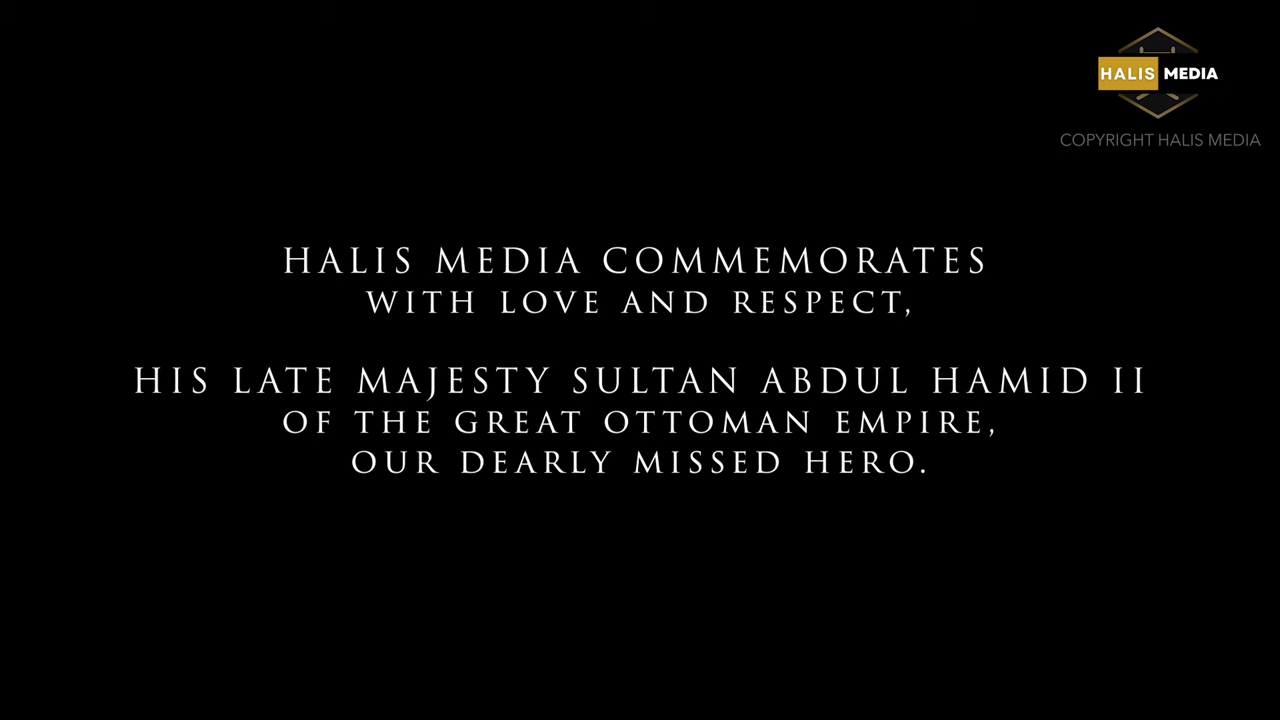 HALIS MEDIA
COPYRIGHT HALIS MEDIA
HALIS MEDIA COMMEMORATES
WITH LOVE AND RESPECT,
HIS LATE MAJESTY SULTAN ABDUL HAMID II
OF THE GREAT OTTOMAN EMPIRE,
OUR DEARLY MISSED HERO.